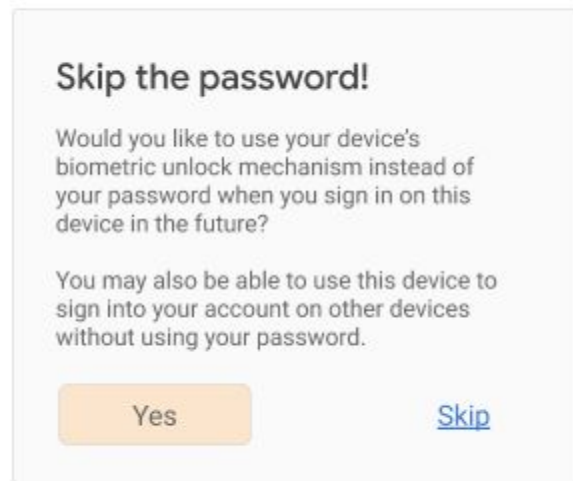 Skip the password!
Would you like to use your device's
biometric unlock mechanism instead of
your password when you sign in on this
device in the future?
You may also be able to use this device to
sign into your account on other devices
without using your password.
Yes
Skip